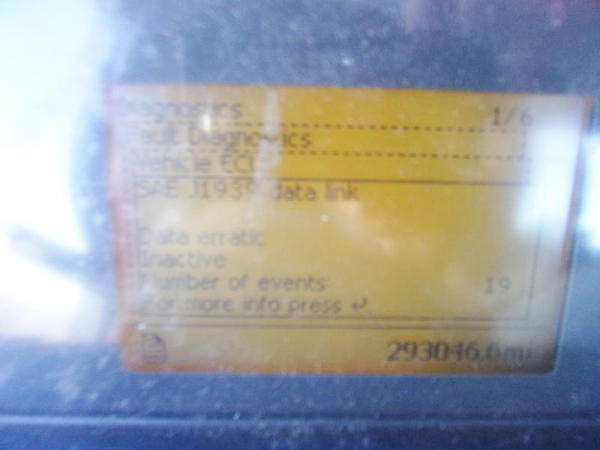 Diagnostics 1/6
Fault Diagnostics
Vehicle ECU
SAE J1939 data link
Data erratic
Inactive
Number of events: 19
For more info press ↵.
293046.6mi